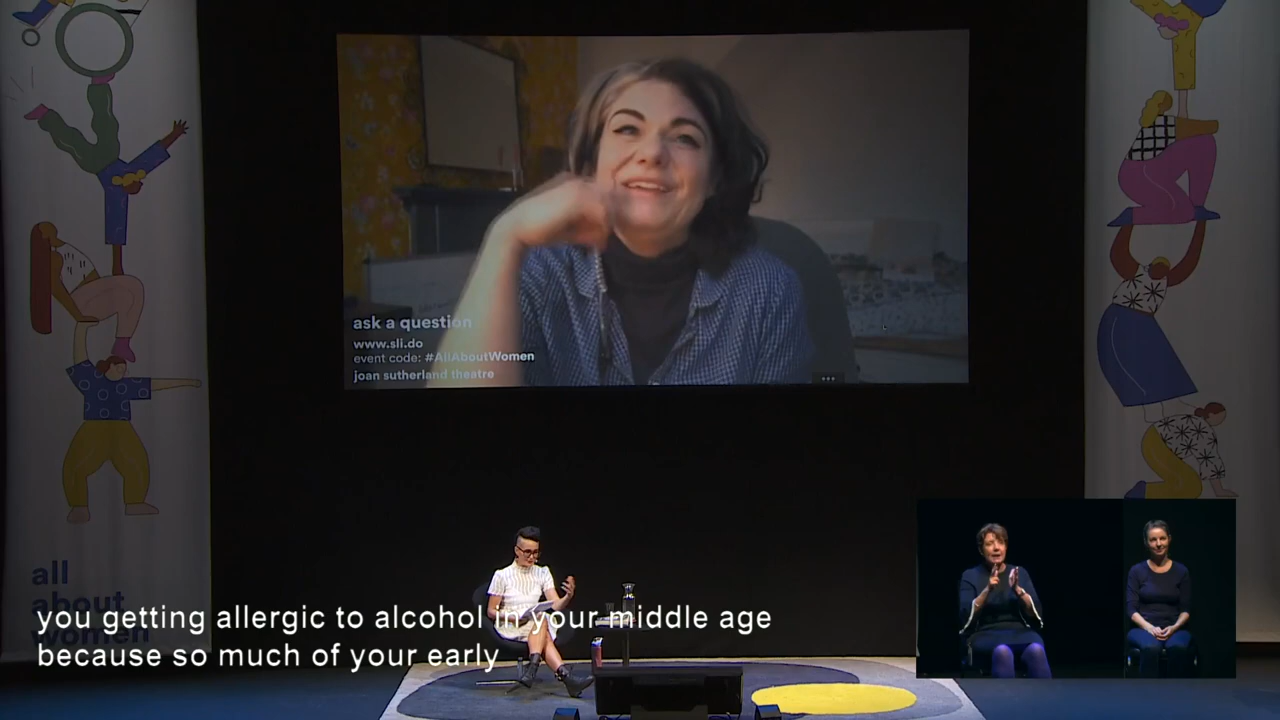 ask a question
www.sli.do
event code: #AllAboutWomen
joan sutherland theatre
all
about
women
you getting allergic to alcohol in your middle age
because so much of your early